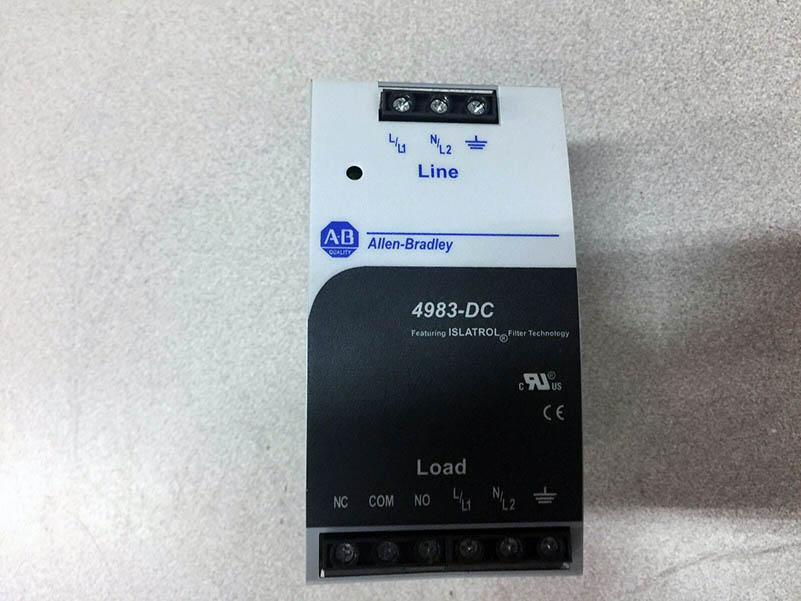 L/L1 N/L2
Line
AB
QUALITY
Allen-Bradley
4983-DC
Featuring ISLATROL® Filter Technology
C RU® US
CE
Load
NC COM NO L/L1 N/L2